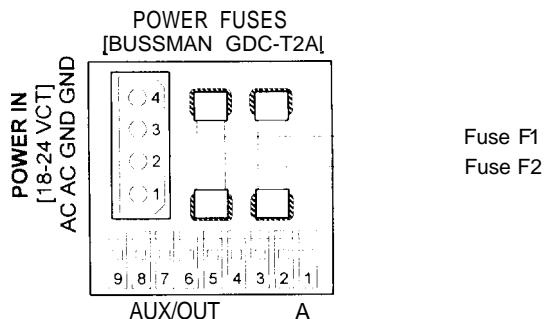 POWER FUSES
[BUSSMAN GDC-T2A]
POWER IN
[18-24 VCT]
AC AC GND GND
4
3
2
1
Fuse F1
Fuse F2
9 8 7 6 5 4 3 2 1
AUX/OUT A